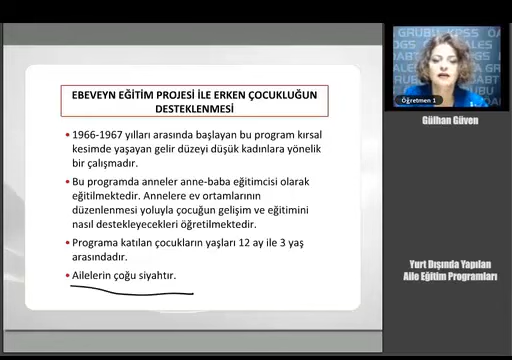 EBEVEYN EĞİTİM PROJESİ İLE ERKEN ÇOCUKLUĞUN
DESTEKLENMESİ
• 1966-1967 yılları arasında başlayan bu program kırsal
kesimde yaşayan gelir düzeyi düşük kadınlara yönelik
bir çalışmadır.
• Bu programda anneler anne-baba eğitimcisi olarak
eğitilmektedir. Annelere ev ortamlarının
düzenlenmesi yoluyla çocuğun gelişim ve eğitimini
nasıl destekleyecekleri öğretilmektedir.
• Programa katılan çocukların yaşları 12 ay ile 3 yaş
arasındadır.
• Ailelerin çoğu siyahtır.
GRUBU KPSS
ALES
Öğretmen 1
Gülhan Güven
Yurt Dışında Yapılan
Aile Eğitim Programları